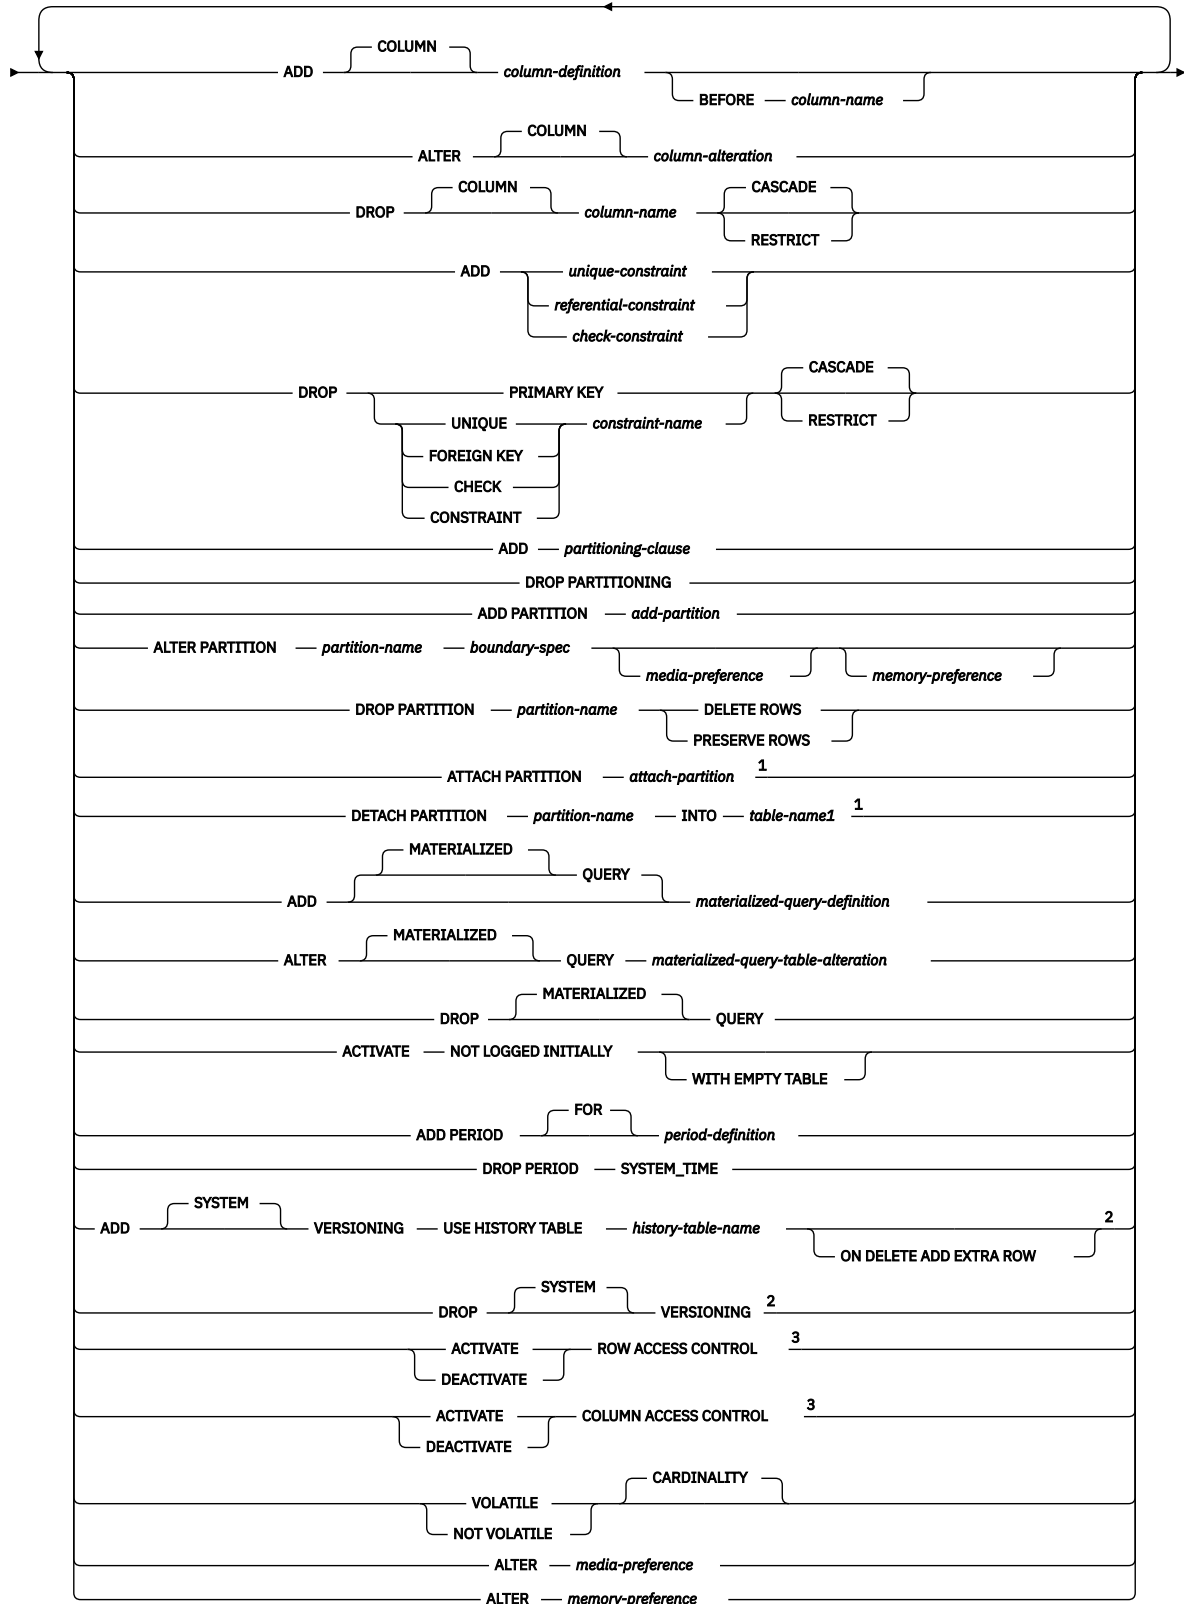 COLUMN
ADD column-definition
BEFORE column-name
COLUMN
ALTER column-alteration
COLUMN CASCADE
DROP column-name
RESTRICT
ADD unique-constraint
referential-constraint
check-constraint
CASCADE
DROP PRIMARY KEY
RESTRICT
UNIQUE constraint-name
FOREIGN KEY
CHECK
CONSTRAINT
ADD partitioning-clause
DROP PARTITIONING
ADD PARTITION add-partition
ALTER PARTITION partition-name boundary-spec
media-preference memory-preference
DROP PARTITION partition-name DELETE ROWS
PRESERVE ROWS
ATTACH PARTITION attach-partition 1
DETACH PARTITION partition-name INTO table-name1 1
MATERIALIZED
QUERY
ADD materialized-query-definition
MATERIALIZED
ALTER QUERY materialized-query-table-alteration
MATERIALIZED
DROP QUERY
ACTIVATE NOT LOGGED INITIALLY
WITH EMPTY TABLE
FOR
ADD PERIOD period-definition
DROP PERIOD SYSTEM_TIME
SYSTEM
ADD VERSIONING USE HISTORY TABLE history-table-name 2
ON DELETE ADD EXTRA ROW
SYSTEM
DROP VERSIONING 2
ACTIVATE ROW ACCESS CONTROL 3
DEACTIVATE
ACTIVATE COLUMN ACCESS CONTROL 3
DEACTIVATE
CARDINALITY
VOLATILE
NOT VOLATILE
ALTER media-preference
ALTER memory-preference